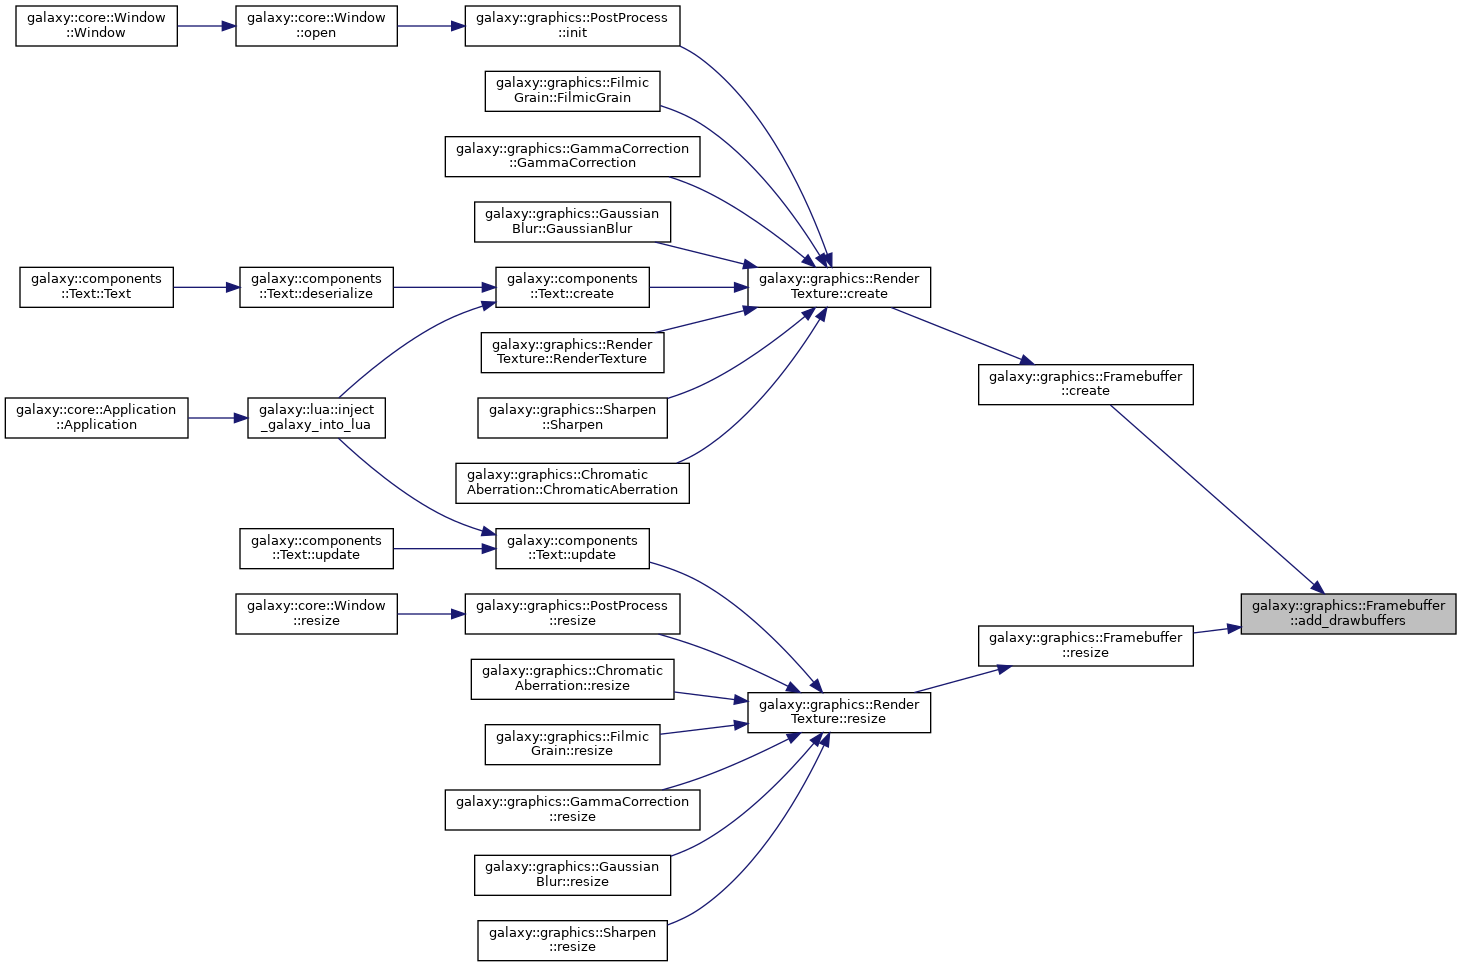 galaxy::core::Window
::Window
galaxy::core::Window
::open
galaxy::graphics::PostProcess
::init
galaxy::graphics::Filmic
Grain::FilmicGrain
galaxy::graphics::GammaCorrection
::GammaCorrection
galaxy::graphics::Gaussian
Blur::GaussianBlur
galaxy::components
::Text::Text
galaxy::components
::Text::deserialize
galaxy::components
::Text::create
galaxy::graphics::Render
Texture::create
galaxy::graphics::Render
Texture::RenderTexture
galaxy::graphics::Framebuffer
::create
galaxy::core::Application
::Application
galaxy::lua::inject
_galaxy_into_lua
galaxy::graphics::Sharpen
::Sharpen
galaxy::graphics::Chromatic
Aberration::ChromaticAberration
galaxy::components
::Text::update
galaxy::components
::Text::update
galaxy::core::Window
::resize
galaxy::graphics::PostProcess
::resize
galaxy::graphics::Framebuffer
::add_drawbuffers
galaxy::graphics::Framebuffer
::resize
galaxy::graphics::Chromatic
Aberration::resize
galaxy::graphics::Render
Texture::resize
galaxy::graphics::Filmic
Grain::resize
galaxy::graphics::GammaCorrection
::resize
galaxy::graphics::Gaussian
Blur::resize
galaxy::graphics::Sharpen
::resize